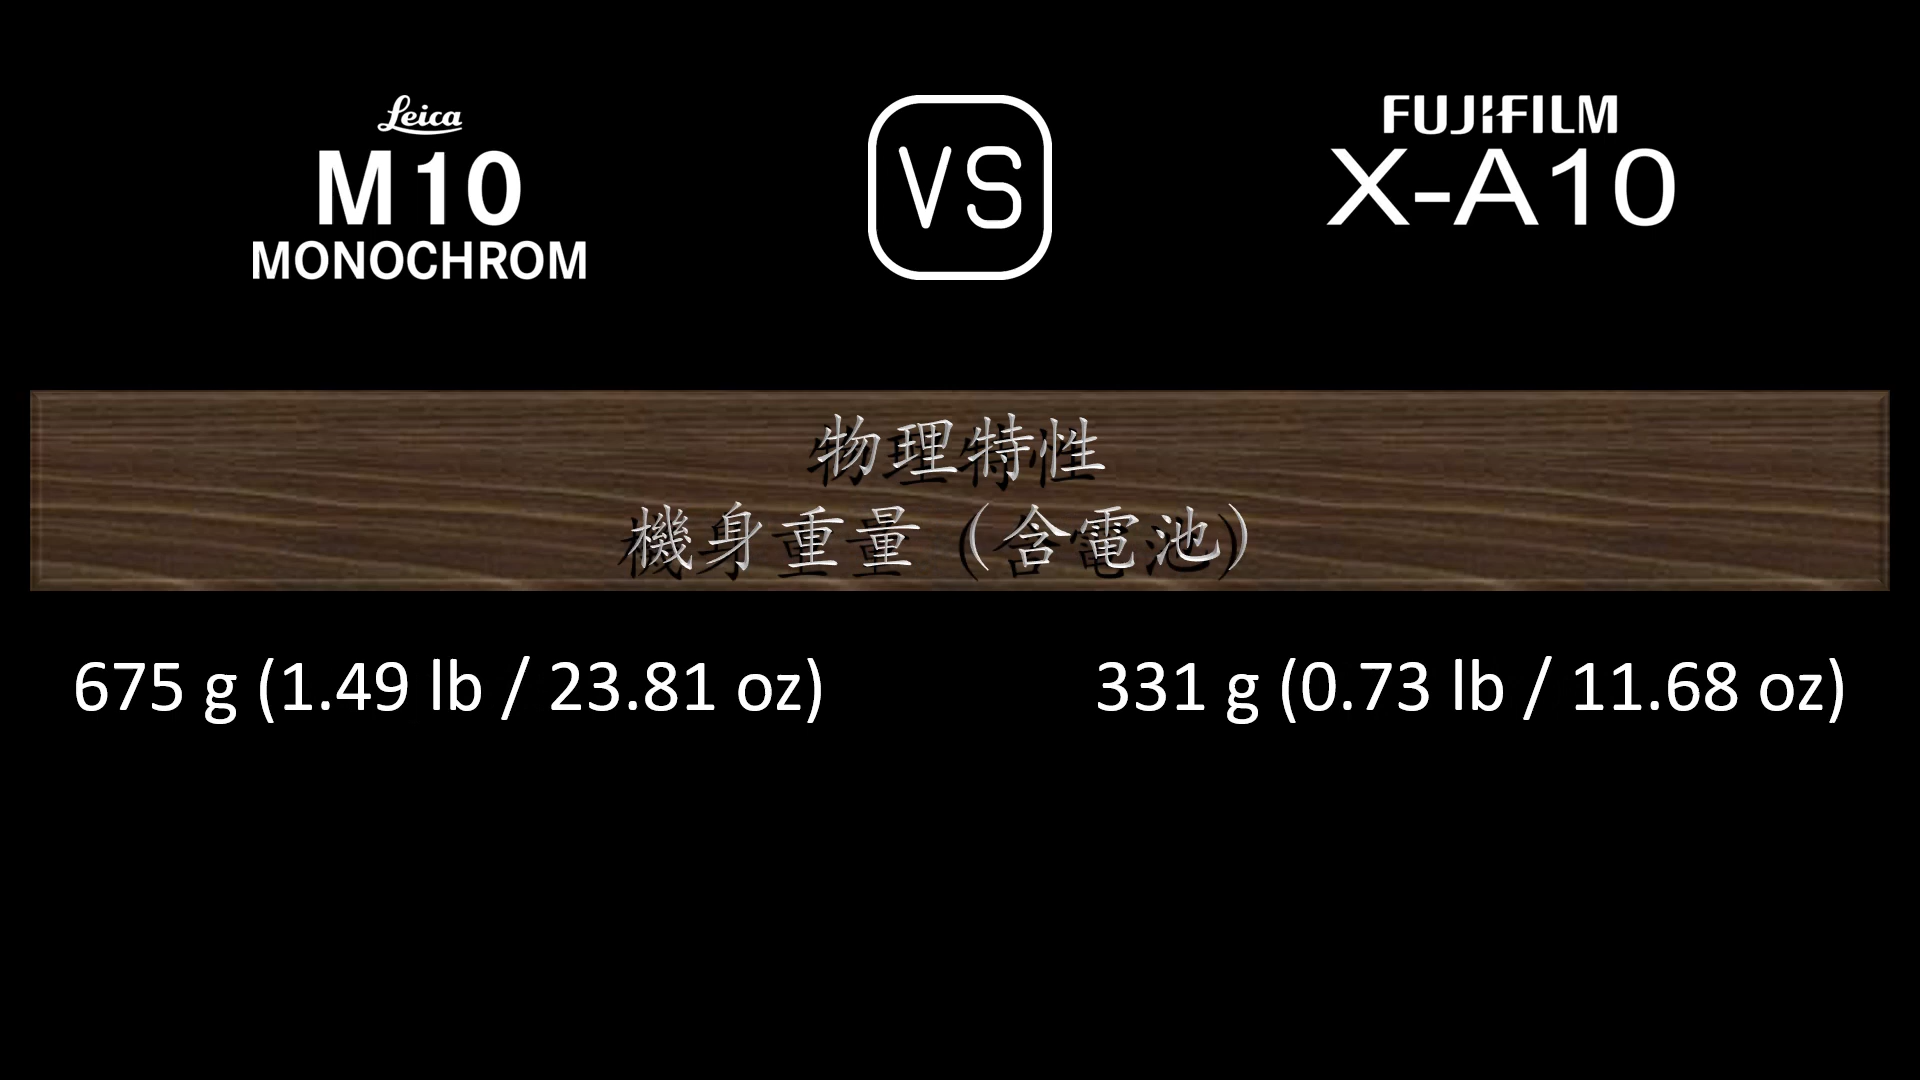 Leica
M10
MONOCHROM
VS
FUJIFILM
X-A10
物理特性
機身重量（含電池）
675 g (1.49 lb / 23.81 oz)
331 g (0.73 lb / 11.68 oz)